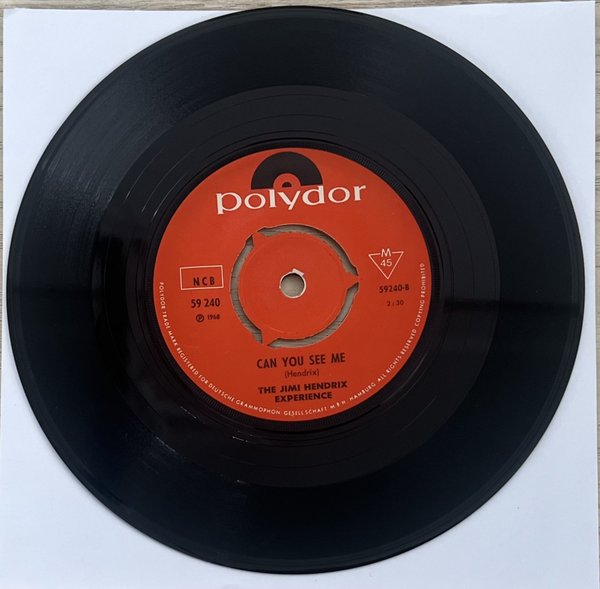 polydor
NCB
M
45
59 240
59240-B
℗ 1968
2:30
CAN YOU SEE ME
(Hendrix)
THE JIMI HENDRIX
EXPERIENCE
POLYDOR TRADE MARK REGISTERED FOR DEUTSCHE GRAMMOPHON GESELLSCHAFT M B H, HAMBURG ALL RIGHTS RESERVED COPYING PROHIBITED